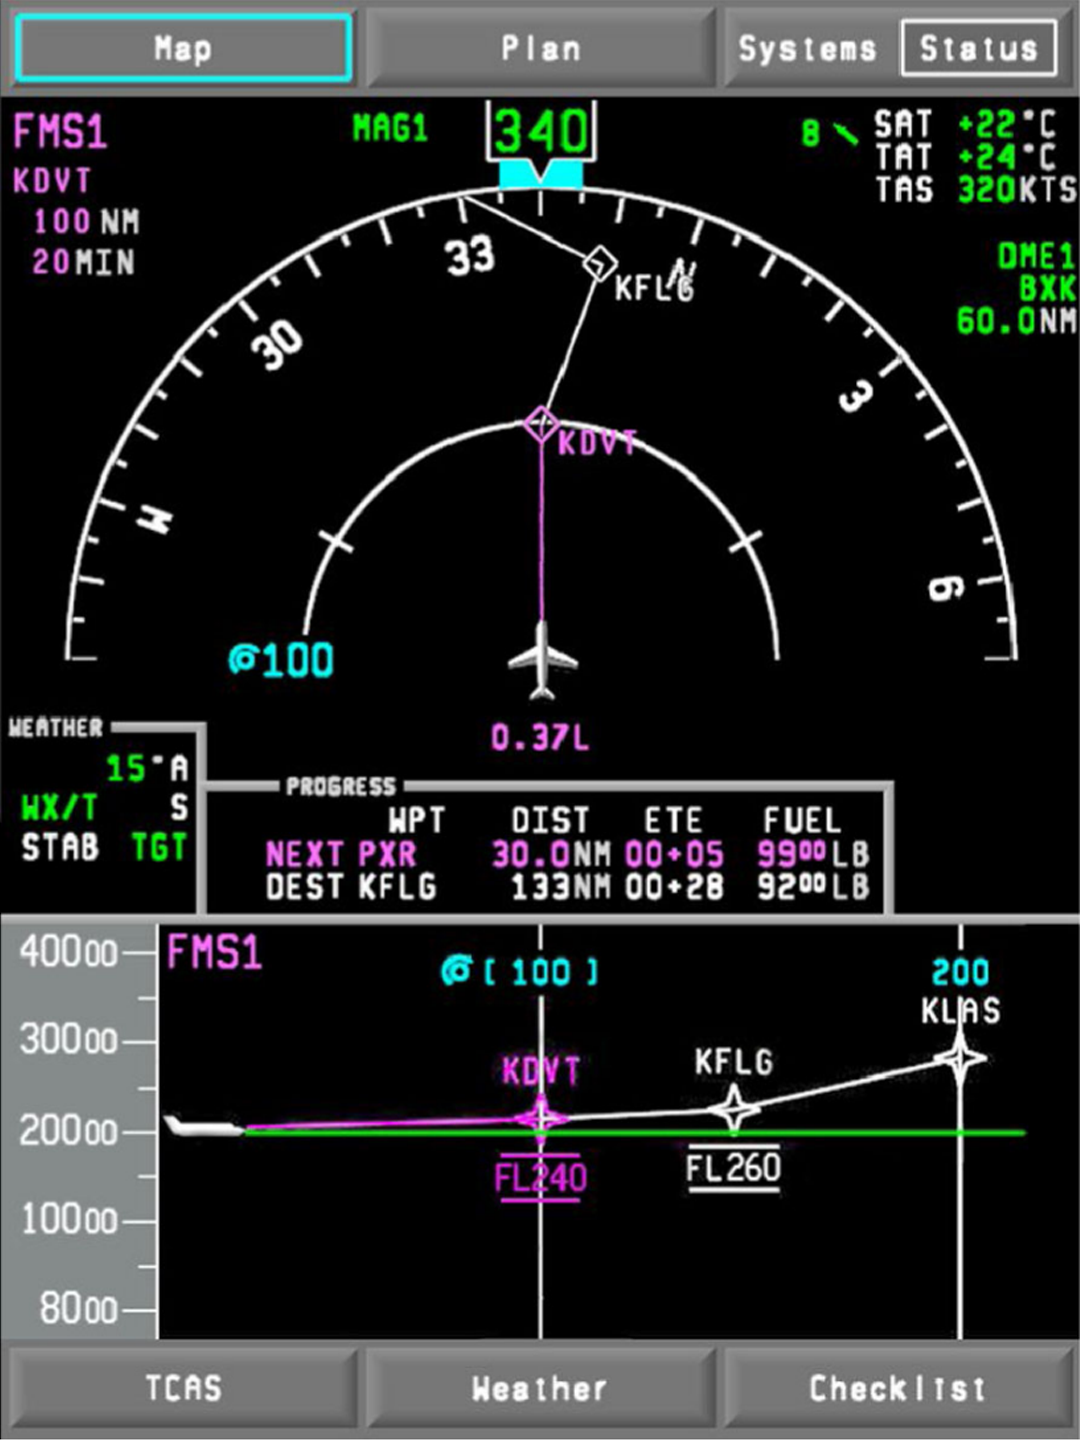 Map Plan Systems Status
FMS1 MAG1 340 8 SAT +22°C
TAT +24°C
KDVT TAS 320KTS
100 NM
20MIN
33 N
DME1
BXK
60.0NM
KFLG
30 3
KDVT
W 6
100
0.37L
WEATHER
15°A
WX/T S
STAB TGT
PROGRESS
WPT DIST ETE FUEL
NEXT PXR 30.0NM 00+05 9900LB
DEST KFLG 133NM 00+28 9200LB
40000 FMS1 [ 100 ] 200
KLAS
30000
KDVT KFLG
20000
FL240 FL260
10000
8000
TCAS Weather Checklist